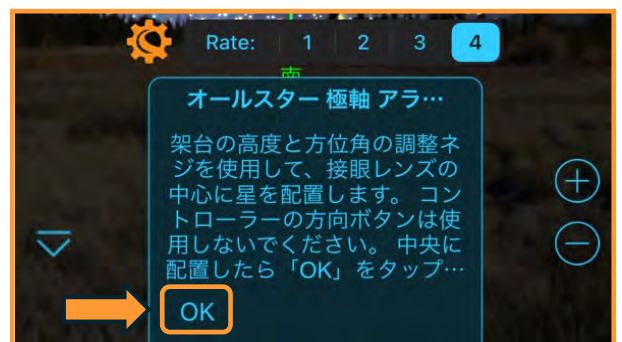 Rate: 1 2 3 4
南
オールスター 極軸 アラ…
架台の高度と方位角の調整ネ
ジを使用して、接眼レンズの
中心に星を配置します。 コン
トローラーの方向ボタンは使
用しないでください。 中央に
配置したら「OK」をタップ…
OK